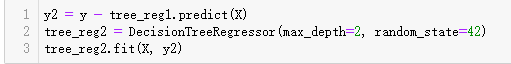 1 y2 = y - tree_reg1.predict(X)
2 tree_reg2 = DecisionTreeRegressor(max_depth=2, random_state=42)
3 tree_reg2.fit(X, y2)